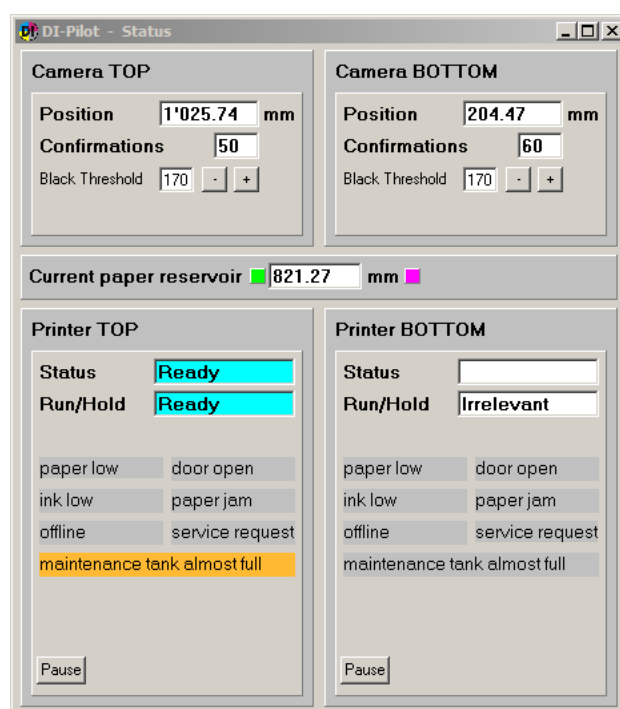 DI-Pilot - Status
Camera TOP
Position 1'025.74 mm
Confirmations 50
Black Threshold 170 - +
Camera BOTTOM
Position 204.47 mm
Confirmations 60
Black Threshold 170 - +
Current paper reservoir 821.27 mm
Printer TOP
Status Ready
Run/Hold Ready
paper low door open
ink low paper jam
offline service request
maintenance tank almost full
Pause
Printer BOTTOM
Status
Run/Hold Irrelevant
paper low door open
ink low paper jam
offline service request
maintenance tank almost full
Pause